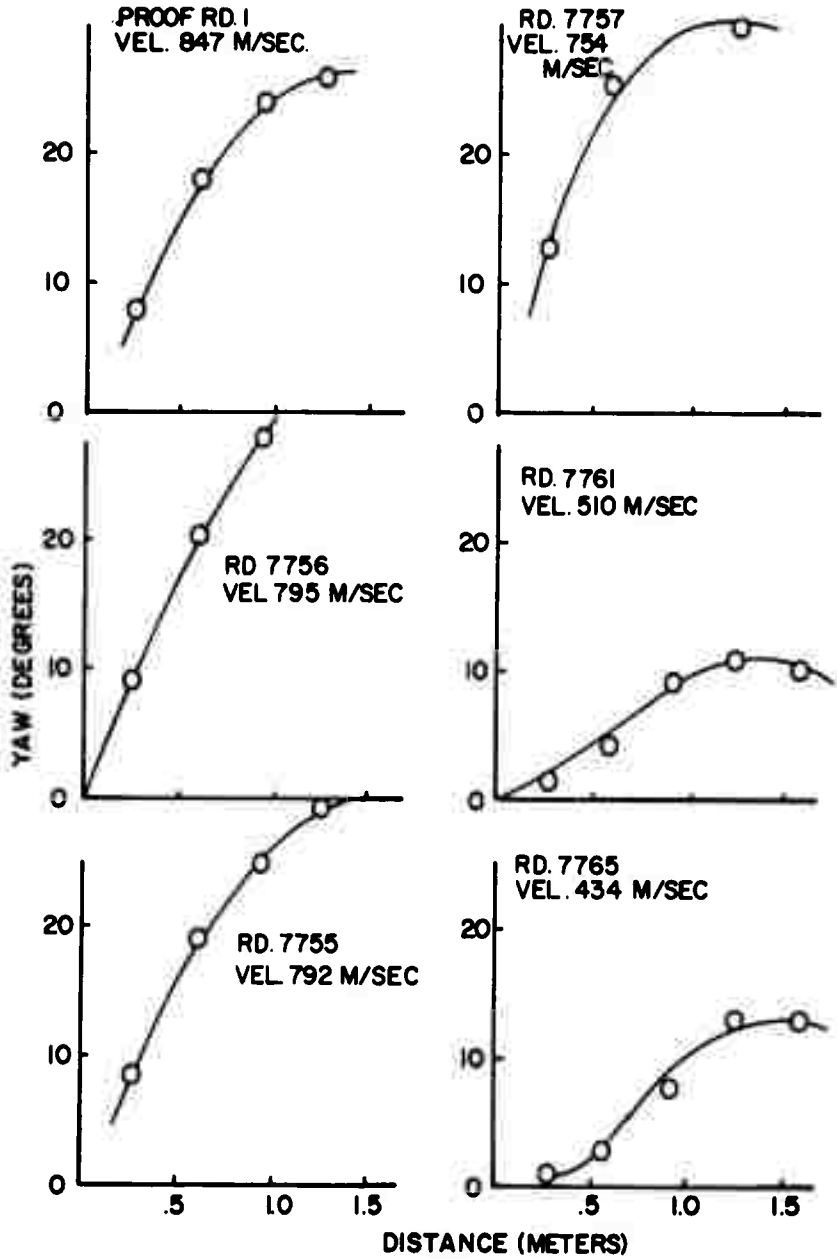 PROOF RD. 1
VEL. 847 M/SEC.
20
10
0
RD. 7757
VEL. 754
M/SEC
20
10
0
YAW (DEGREES)
20
10
0
RD 7756
VEL 795 M/SEC
RD. 7761
VEL. 510 M/SEC
20
10
0
20
10
0
RD. 7755
VEL. 792 M/SEC
.5
1.0
1.5
RD. 7765
VEL. 434 M/SEC
20
10
0
.5
1.0
1.5
DISTANCE (METERS)